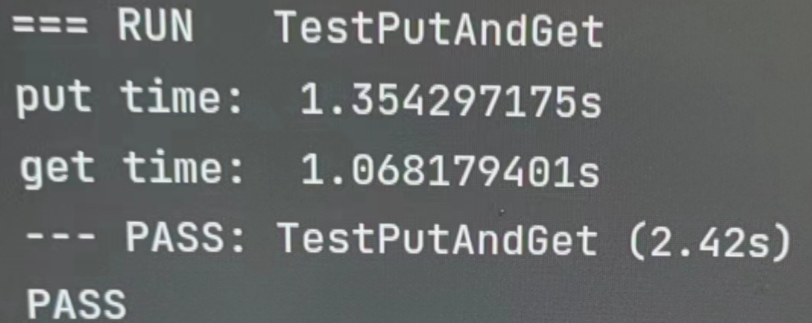 === RUN   TestPutAndGet
put time:  1.354297175s
get time:  1.068179401s
--- PASS: TestPutAndGet (2.42s)
PASS